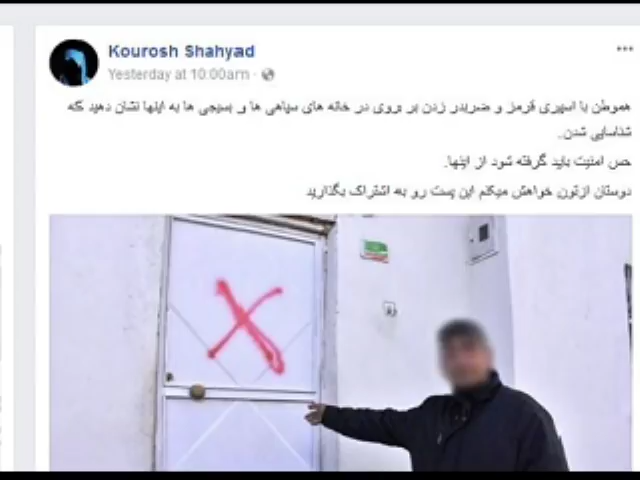 Kourosh Shahyad
Yesterday at 10:00am ·
هموطن با اسپری قرمز و ضربدر زدن بر بروی در خانه های سپاهی ها و بسیجی ها به اینها نشان دهید که
شناسایی شدن.
حس امنیت باید گرفته شود از اینها.
دوستان ازتون خواهش میکنم این پست رو به اشتراک بگذارید